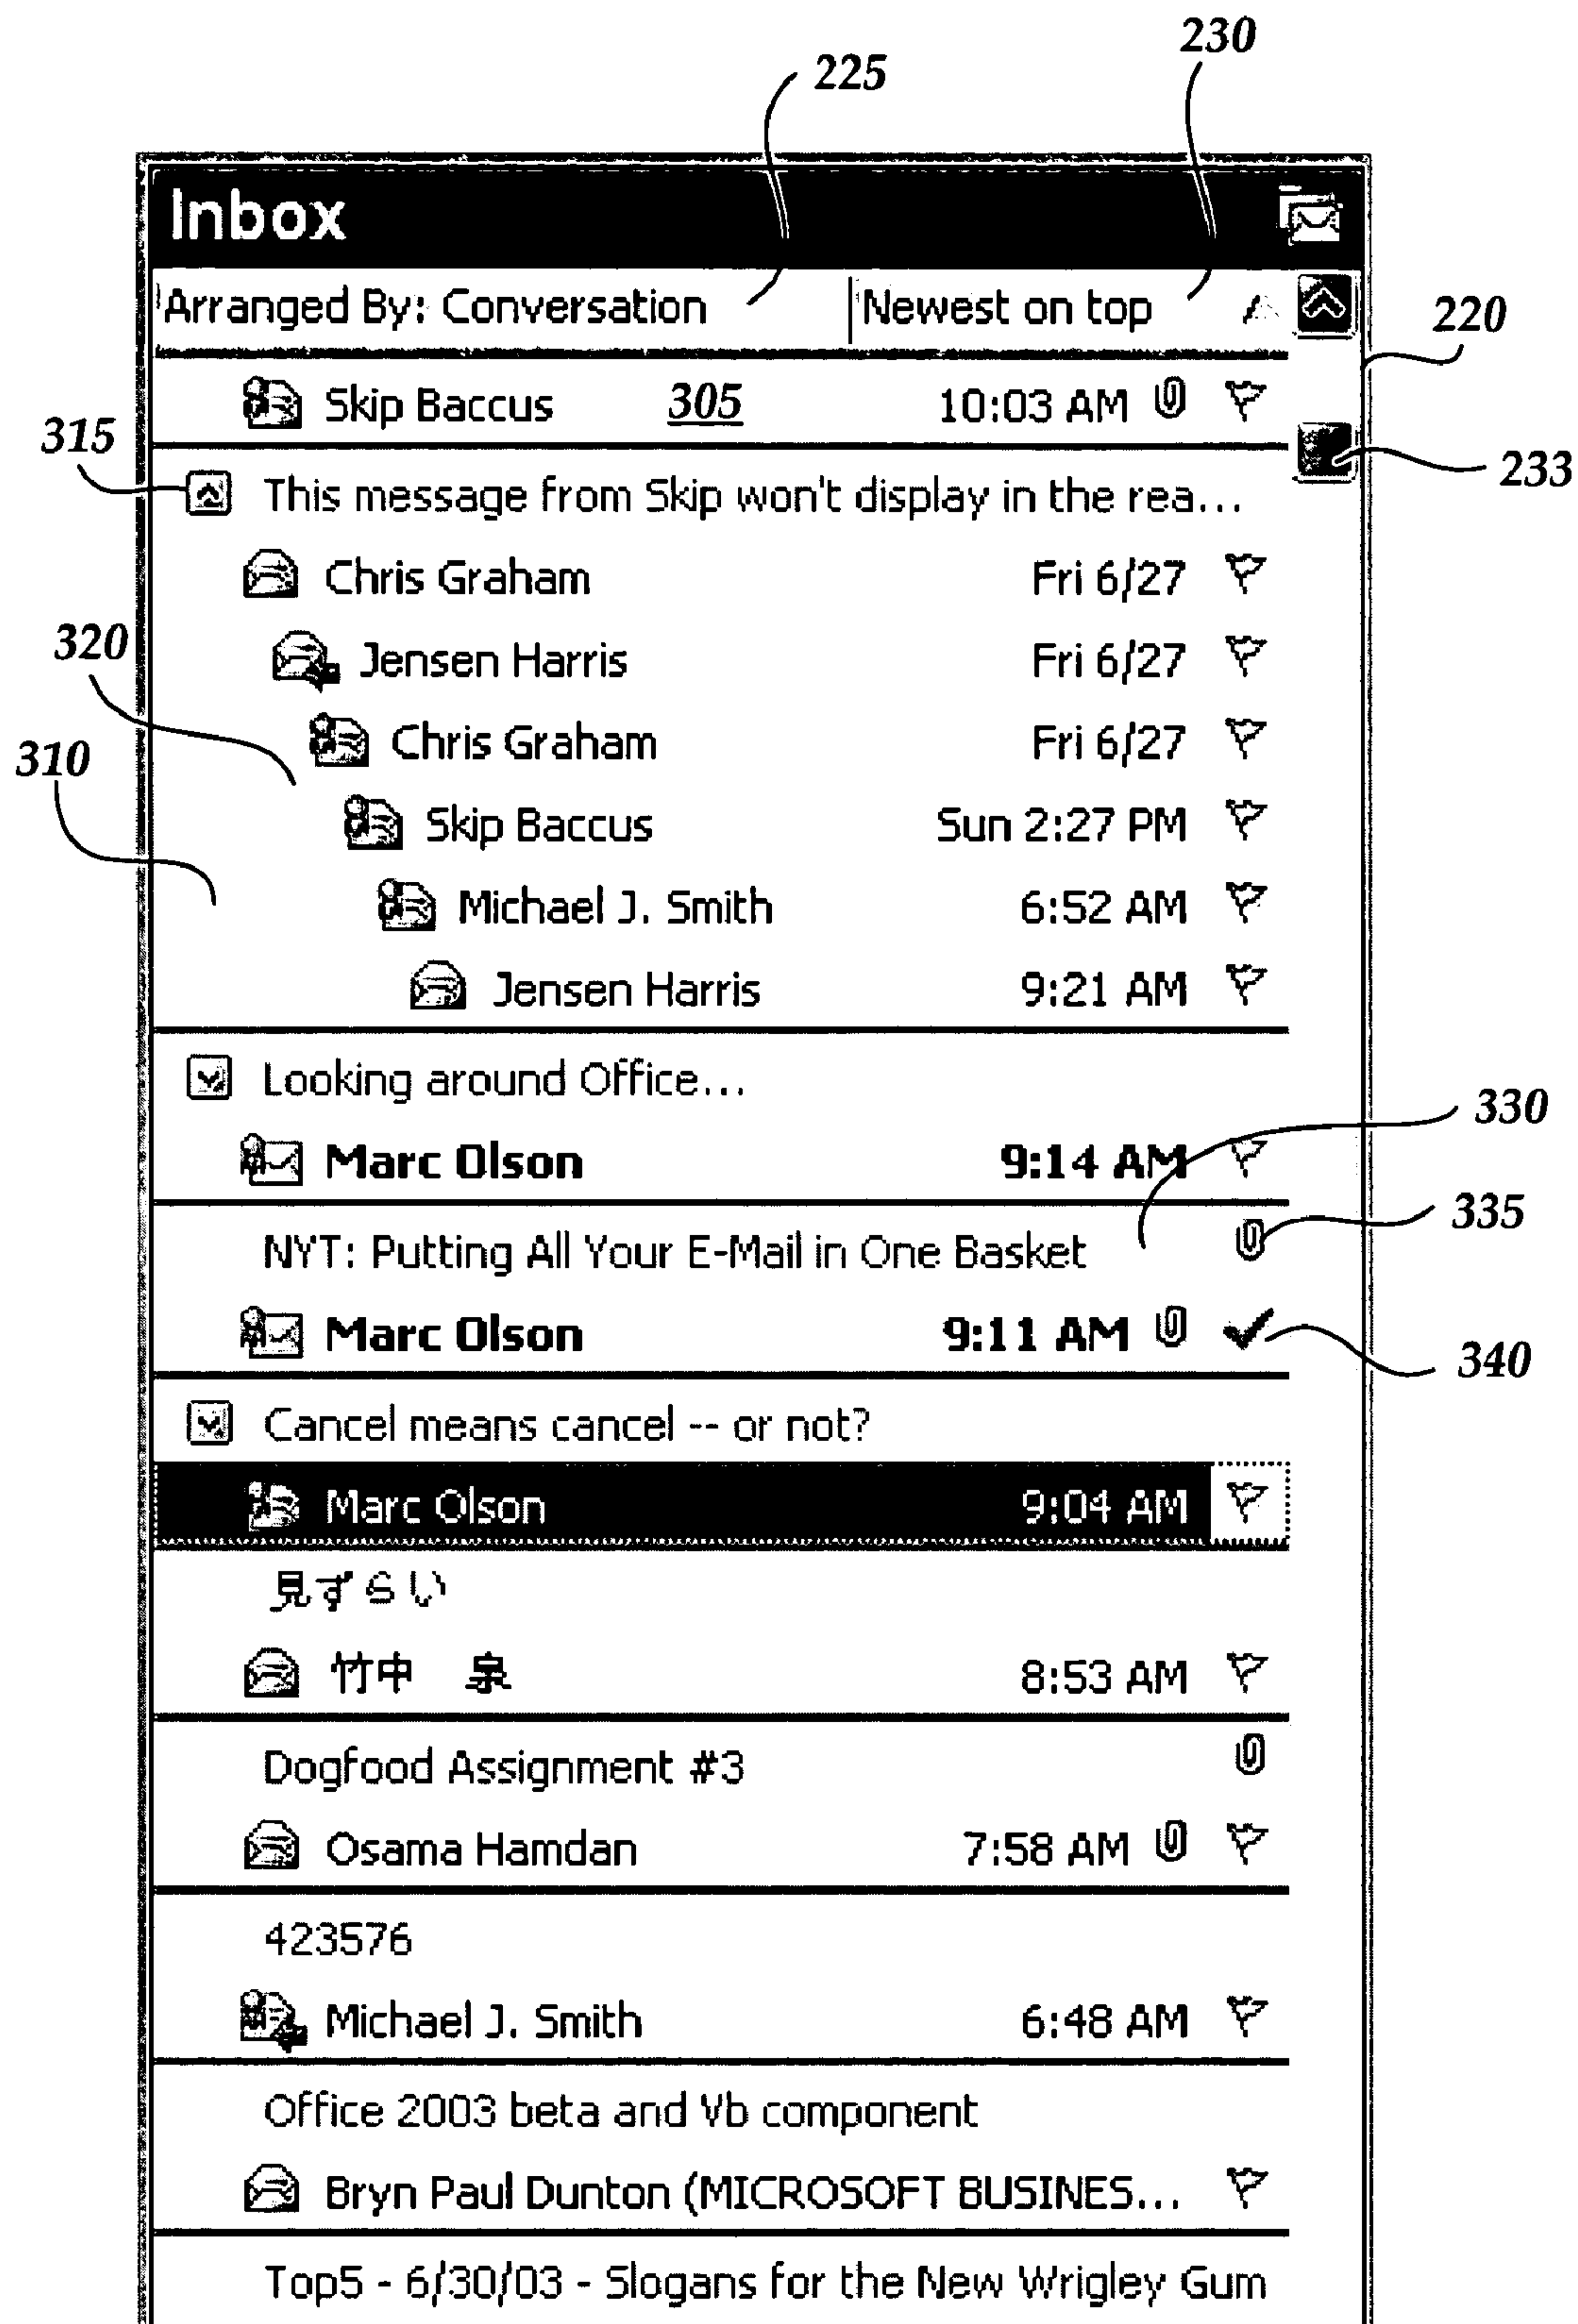 225
230
Inbox
Arranged By: Conversation Newest on top
220
Skip Baccus 305 10:03 AM
315
233
This message from Skip won't display in the rea...
Chris Graham Fri 6/27
320
Jensen Harris Fri 6/27
310
Chris Graham Fri 6/27
Skip Baccus Sun 2:27 PM
Michael J. Smith 6:52 AM
Jensen Harris 9:21 AM
Looking around Office...
330
Marc Olson 9:14 AM
335
NYT: Putting All Your E-Mail in One Basket
Marc Olson 9:11 AM
340
Cancel means cancel -- or not?
Marc Olson 9:04 AM
見ずらい
竹中 泉 8:53 AM
Dogfood Assignment #3
Osama Hamdan 7:58 AM
423576
Michael J. Smith 6:48 AM
Office 2003 beta and Vb component
Bryn Paul Dunton (MICROSOFT BUSINES...
Top5 - 6/30/03 - Slogans for the New Wrigley Gum